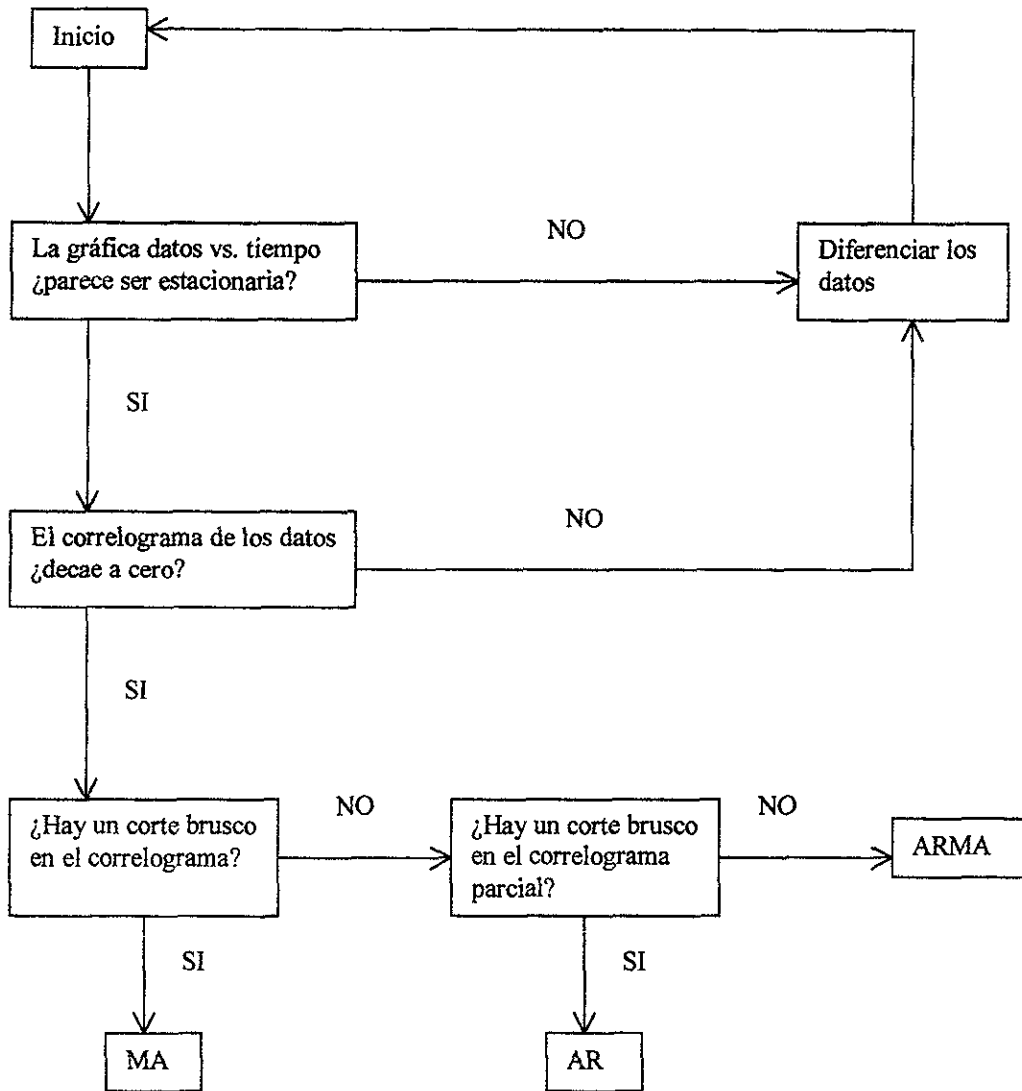 Inicio
La gráfica datos vs. tiempo
¿parece ser estacionaria?
NO
Diferenciar los
datos
SI
El correlograma de los datos
¿decae a cero?
NO
SI
¿Hay un corte brusco
en el correlograma?
NO
¿Hay un corte brusco
en el correlograma
parcial?
NO
ARMA
SI
SI
MA
AR